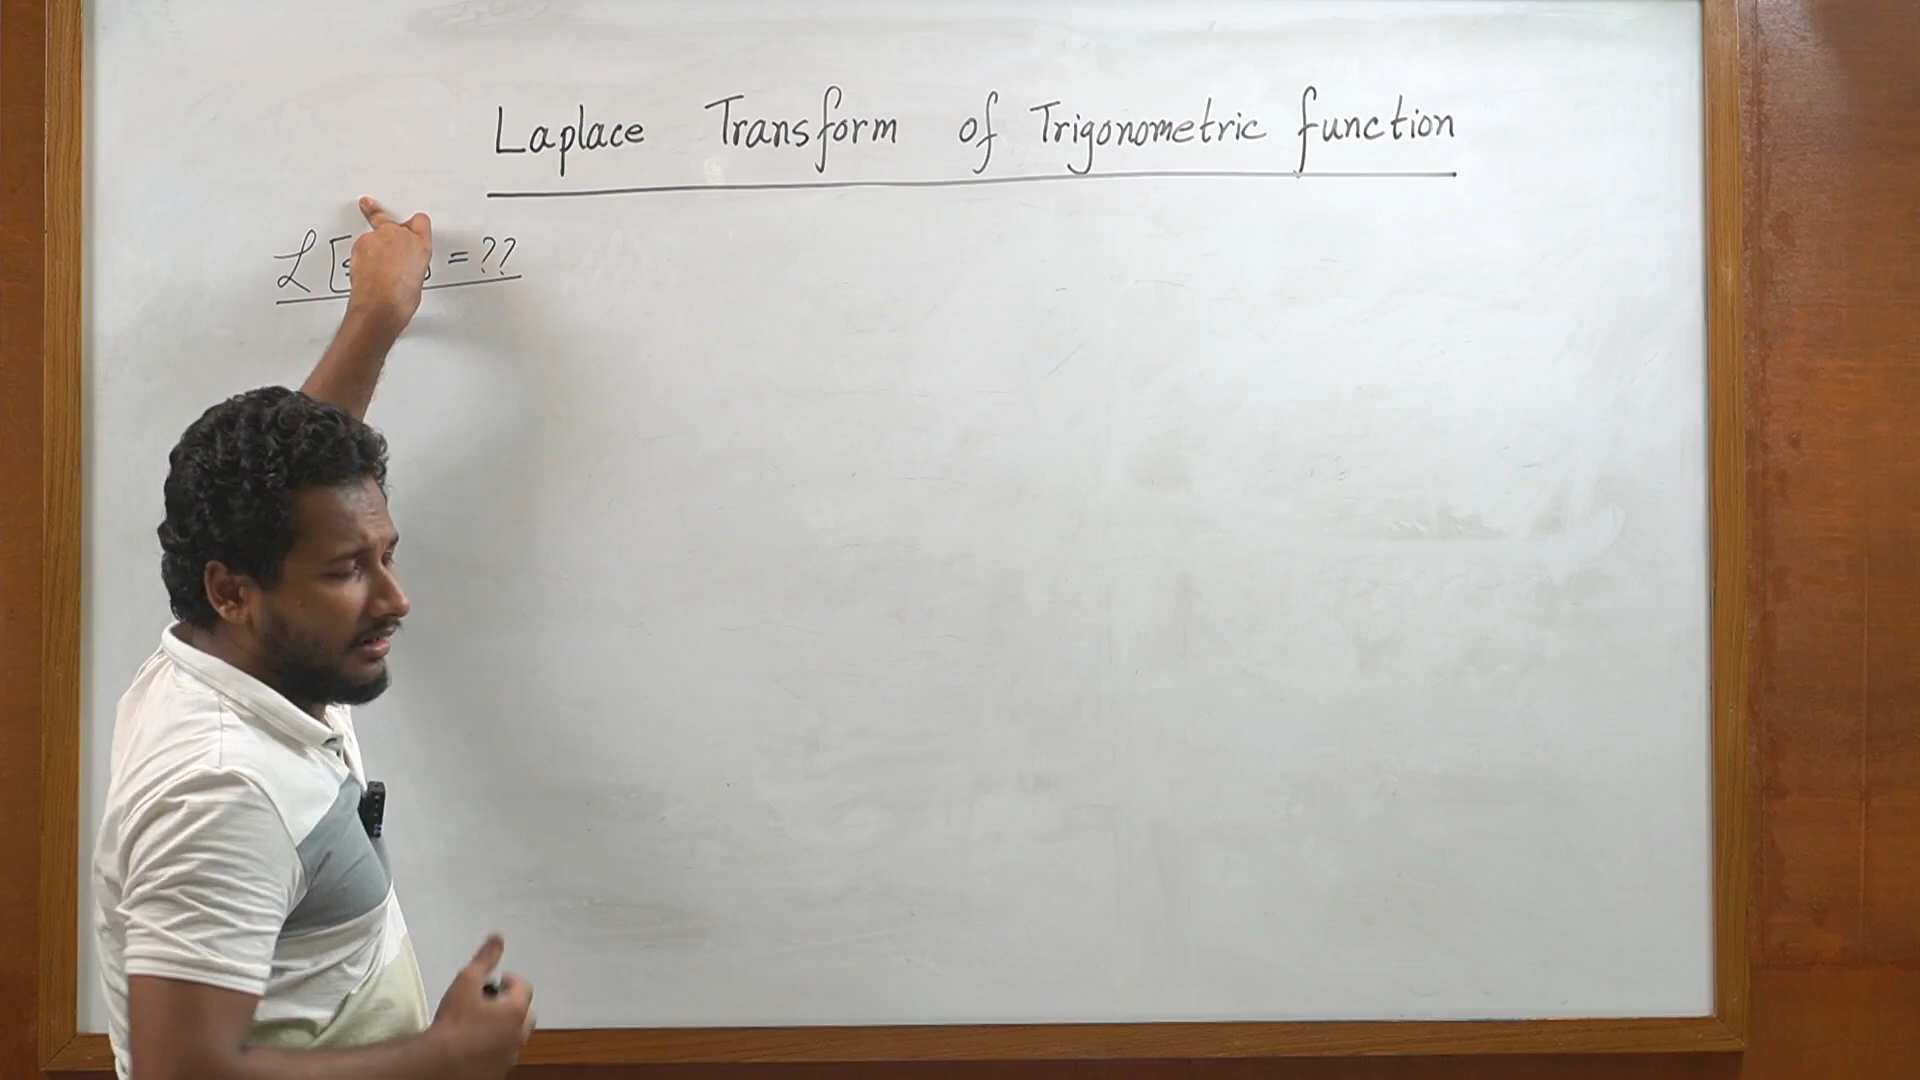 Laplace Transform of Trigonometric function
ℒ [ = ??